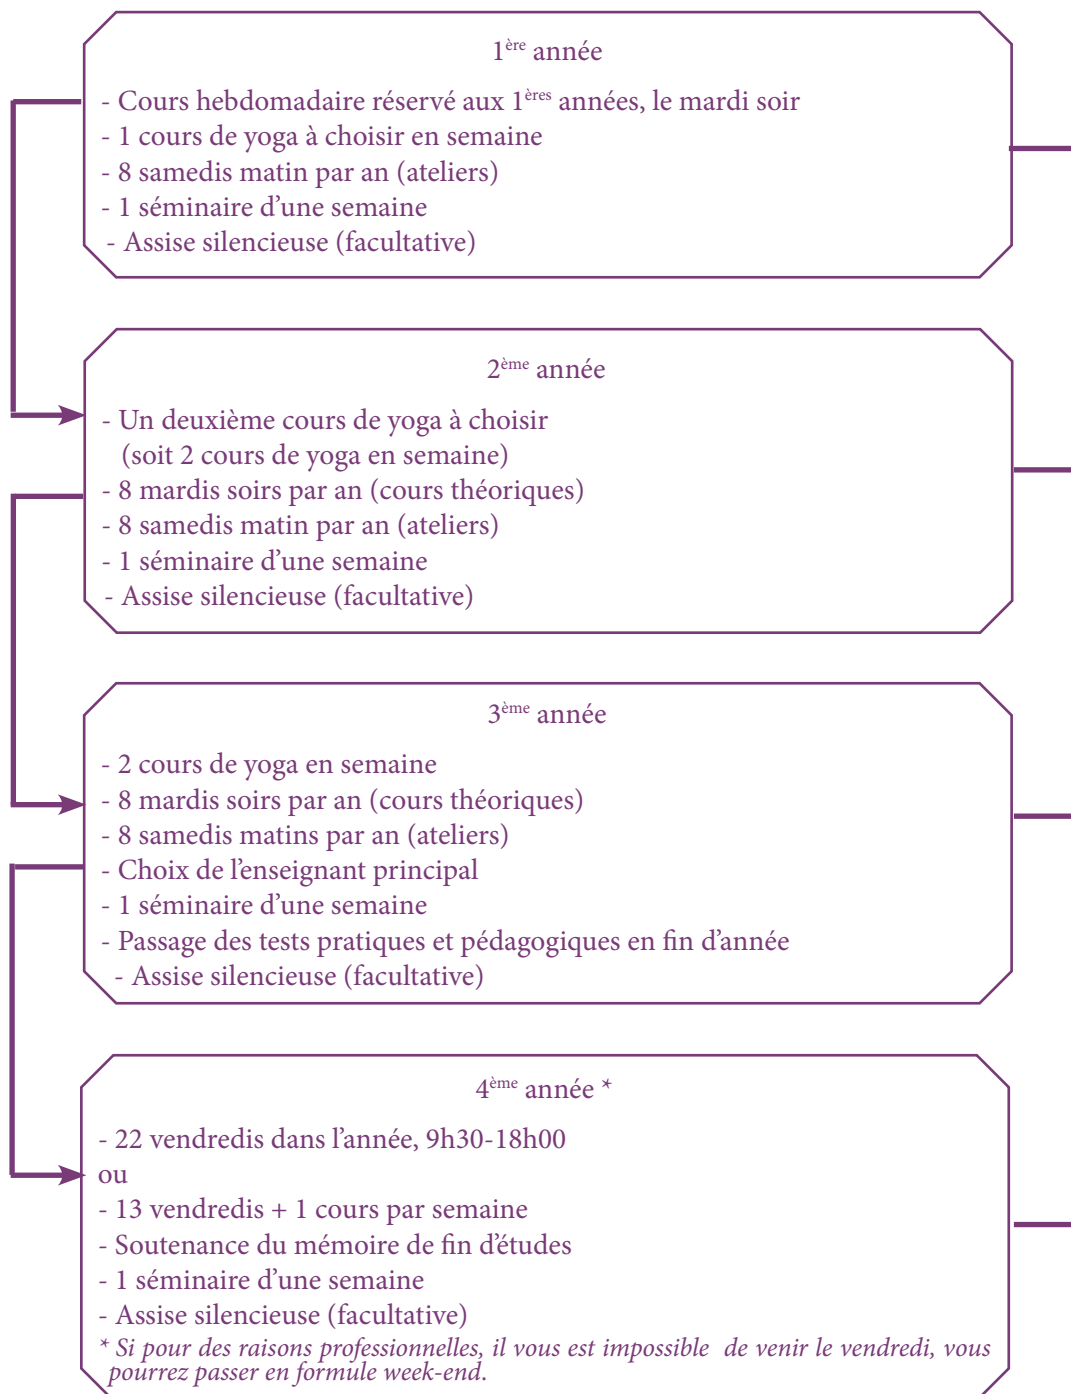 1ère année
- Cours hebdomadaire réservé aux 1ères années, le mardi soir
- 1 cours de yoga à choisir en semaine
- 8 samedis matin par an (ateliers)
- 1 séminaire d’une semaine
- Assise silencieuse (facultative)
2ème année
- Un deuxième cours de yoga à choisir
(soit 2 cours de yoga en semaine)
- 8 mardis soirs par an (cours théoriques)
- 8 samedis matin par an (ateliers)
- 1 séminaire d’une semaine
- Assise silencieuse (facultative)
3ème année
- 2 cours de yoga en semaine
- 8 mardis soirs par an (cours théoriques)
- 8 samedis matins par an (ateliers)
- Choix de l’enseignant principal
- 1 séminaire d’une semaine
- Passage des tests pratiques et pédagogiques en fin d’année
- Assise silencieuse (facultative)
4ème année *
- 22 vendredis dans l’année, 9h30-18h00
ou
- 13 vendredis + 1 cours par semaine
- Soutenance du mémoire de fin d’études
- 1 séminaire d’une semaine
- Assise silencieuse (facultative)
* Si pour des raisons professionnelles, il vous est impossible de venir le vendredi, vous
pourrez passer en formule week-end.